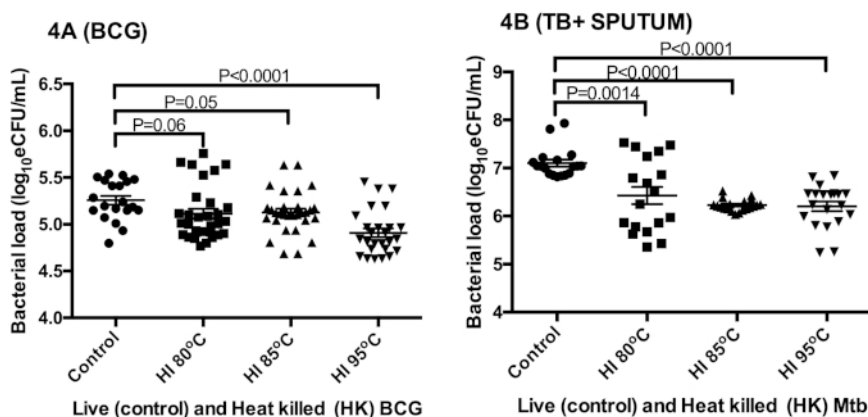 4A (BCG)
P<0.0001
P=0.05
P=0.06
Bacterial load (log10eCFU/mL)
6.5
6.0
5.5
5.0
4.5
4.0
Control
HI 80°C
HI 85°C
HI 95°C
Live (control) and Heat killed (HK) BCG
4B (TB+ SPUTUM)
P<0.0001
P<0.0001
P=0.0014
Bacterial load (log10eCFU/mL)
9
8
7
6
5
4
Control
HI 80°C
HI 85°C
HI 95°C
Live (control) and Heat killed (HK) Mtb